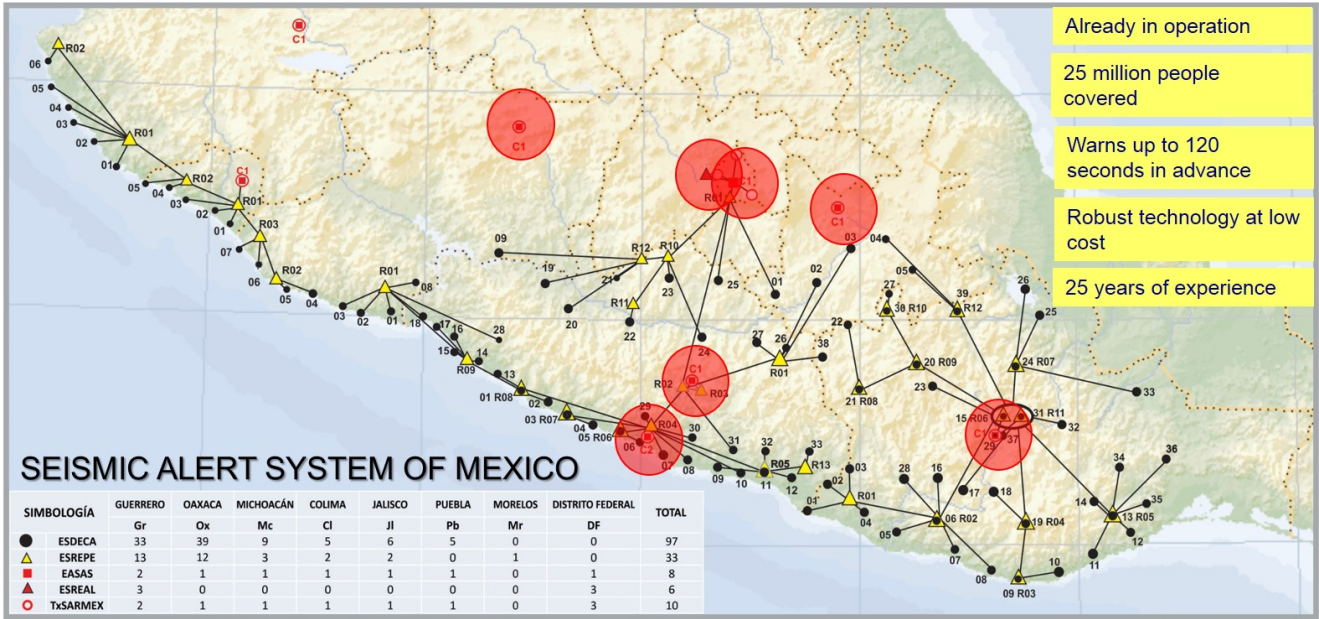 Already in operation
25 million people
covered
Warns up to 120
seconds in advance
Robust technology at low
cost
25 years of experience
C1
R02
06
05
04
03
02
01
R01
05
04
03
02
01
R02
C1
R01
R03
07
06
R02
05
04
C1
R01
08
03
02
01
18
17
16
15
14
R09
28
13
01 R08
02
03 R07
04
05 R06
06
29
R04
C2
07
08
30
09
10
31
32
R05
11
12
33
R13
09
19
20
21
R12
R10
23
R11
22
24
25
01
R01
C1
C1
02
03
27
26
38
R01
C1
R02
R03
04
05
39
R12
27
30 R10
26
25
24 R07
33
22
21 R08
20 R09
23
15 R06
31 R11
32
C1
29
37
03
02
01
R01
04
28
16
17
06 R02
05
07
08
18
19 R04
09 R03
10
34
36
35
14
13 R05
12
11
SEISMIC ALERT SYSTEM OF MEXICO
SIMBOLOGÍA GUERRERO OAXACA MICHOACÁN COLIMA JALISCO PUEBLA MORELOS DISTRITO FEDERAL TOTAL
Gr Ox Mc Cl Jl Pb Mr DF
ESDECA 33 39 9 5 6 5 0 0 97
ESREPE 13 12 3 2 2 0 1 0 33
EASAS 2 1 1 1 1 1 0 1 8
ESREAL 3 0 0 0 0 0 0 3 6
TxSARMEX 2 1 1 1 1 1 0 3 10